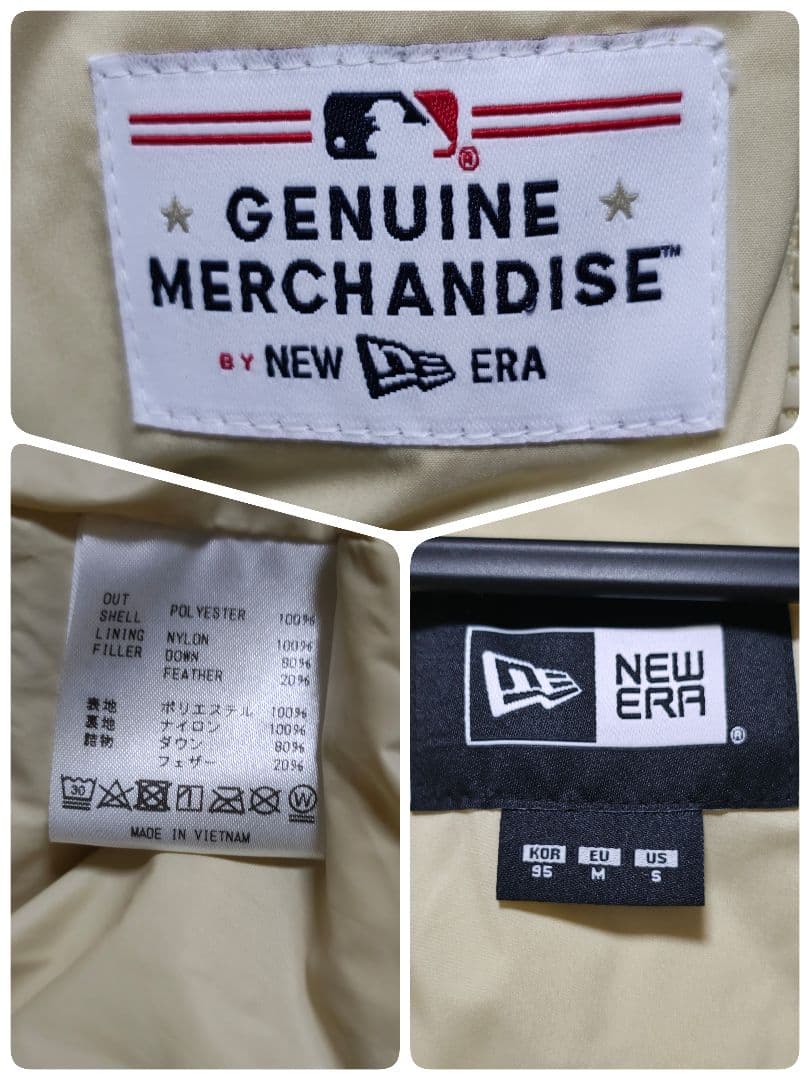 GENUINE
MERCHANDISE™
BY NEW ERA
OUT
SHELL POLYESTER 100%
LINING NYLON 100%
FILLER DOWN 80%
FEATHER 20%
表地 ポリエステル 100%
裏地 ナイロン 100%
詰物 ダウン 80%
フェザー 20%
30 W
MADE IN VIETNAM
NEW
ERA®
KOR EU US
95 M S